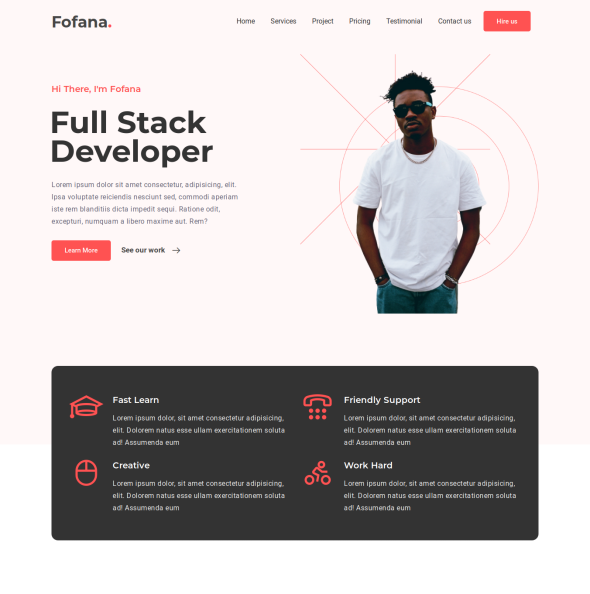 Fofana.
Home Services Project Pricing Testimonial Contact us Hire us
Hi There, I'm Fofana
Full Stack
Developer
Lorem ipsum dolor sit amet consectetur, adipisicing, elit.
Ipsa voluptate reiciendis nesciunt sed, commodi aperiam
iste rem blanditiis dicta impedit sequi. Ratione odit,
excepturi, numquam a libero maxime aut. Rem?
Learn More See our work
Fast Learn
Lorem ipsum dolor, sit amet consectetur adipisicing,
elit. Dolorem natus esse ullam exercitationem soluta
ad! Assumenda eum
Friendly Support
Lorem ipsum dolor, sit amet consectetur adipisicing,
elit. Dolorem natus esse ullam exercitationem soluta
ad! Assumenda eum
Creative
Lorem ipsum dolor, sit amet consectetur adipisicing,
elit. Dolorem natus esse ullam exercitationem soluta
ad! Assumenda eum
Work Hard
Lorem ipsum dolor, sit amet consectetur adipisicing,
elit. Dolorem natus esse ullam exercitationem soluta
ad! Assumenda eum